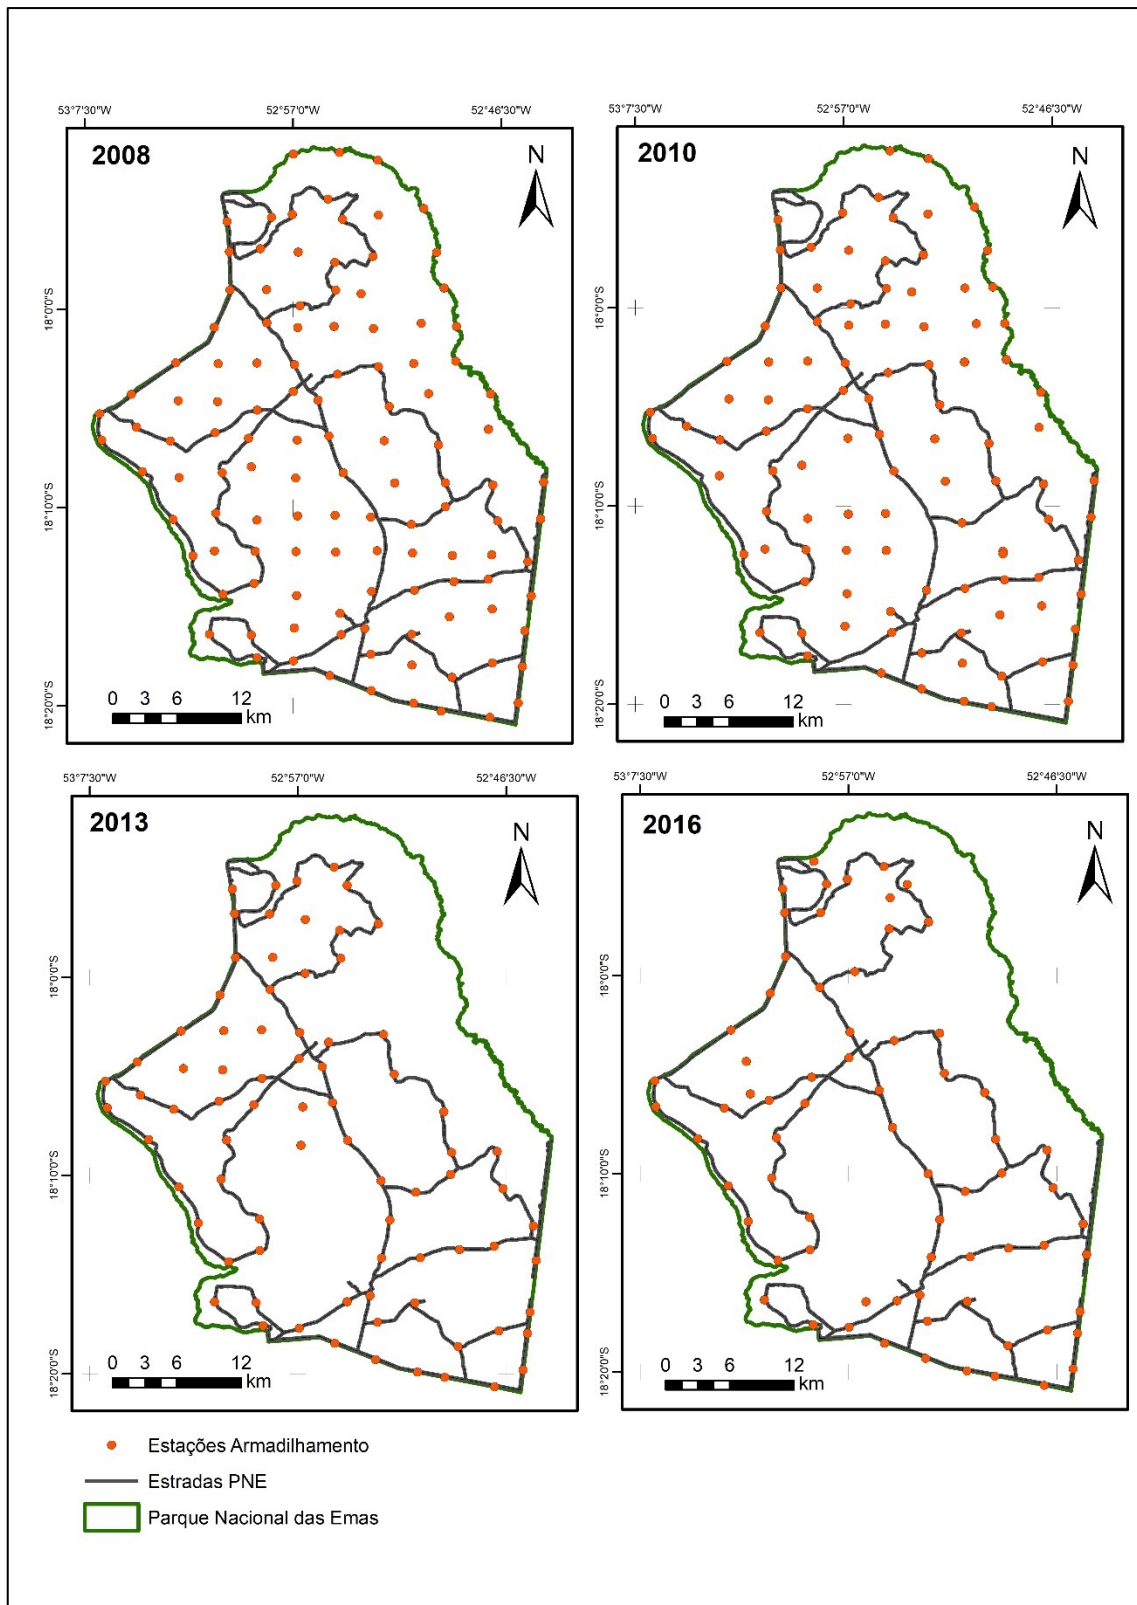 53°7'30"W 52°57'0"W 52°46'30"W 53°7'30"W 52°57'0"W 52°46'30"W
2008
N
2010
N
18°0'0"S
18°0'0"S
18°10'0"S
18°10'0"S
18°20'0"S
18°20'0"S
0 3 6 12
km
0 3 6 12
km
53°7'30"W 52°57'0"W 52°46'30"W 53°7'30"W 52°57'0"W 52°46'30"W
2013
N
2016
N
18°0'0"S
18°0'0"S
18°10'0"S
18°10'0"S
18°20'0"S
18°20'0"S
0 3 6 12
km
0 3 6 12
km
Estações Armadilhamento
Estradas PNE
Parque Nacional das Emas